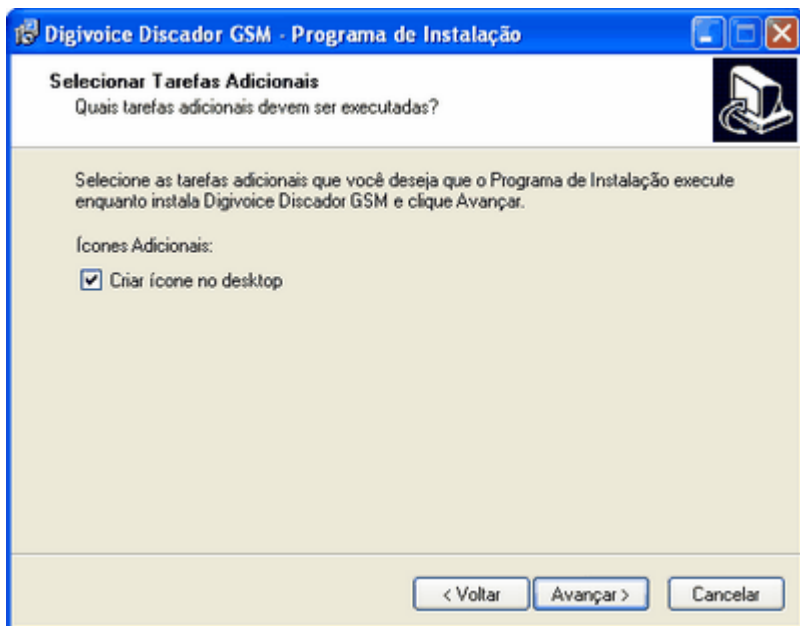 Digivoice Discador GSM - Programa de Instalação
Selecionar Tarefas Adicionais
Quais tarefas adicionais devem ser executadas?
Selecione as tarefas adicionais que você deseja que o Programa de Instalação execute
enquanto instala Digivoice Discador GSM e clique Avançar.
Ícones Adicionais:
Criar ícone no desktop
< Voltar
Avançar >
Cancelar